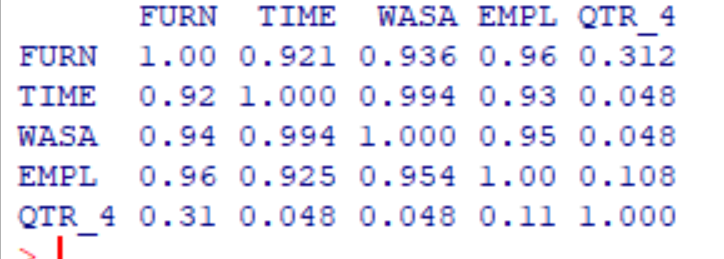 FURN TIME WASA EMPL QTR_4
FURN 1.00 0.921 0.936 0.96 0.312
TIME 0.92 1.000 0.994 0.93 0.048
WASA 0.94 0.994 1.000 0.95 0.048
EMPL 0.96 0.925 0.954 1.00 0.108
QTR_4 0.31 0.048 0.048 0.11 1.000
>